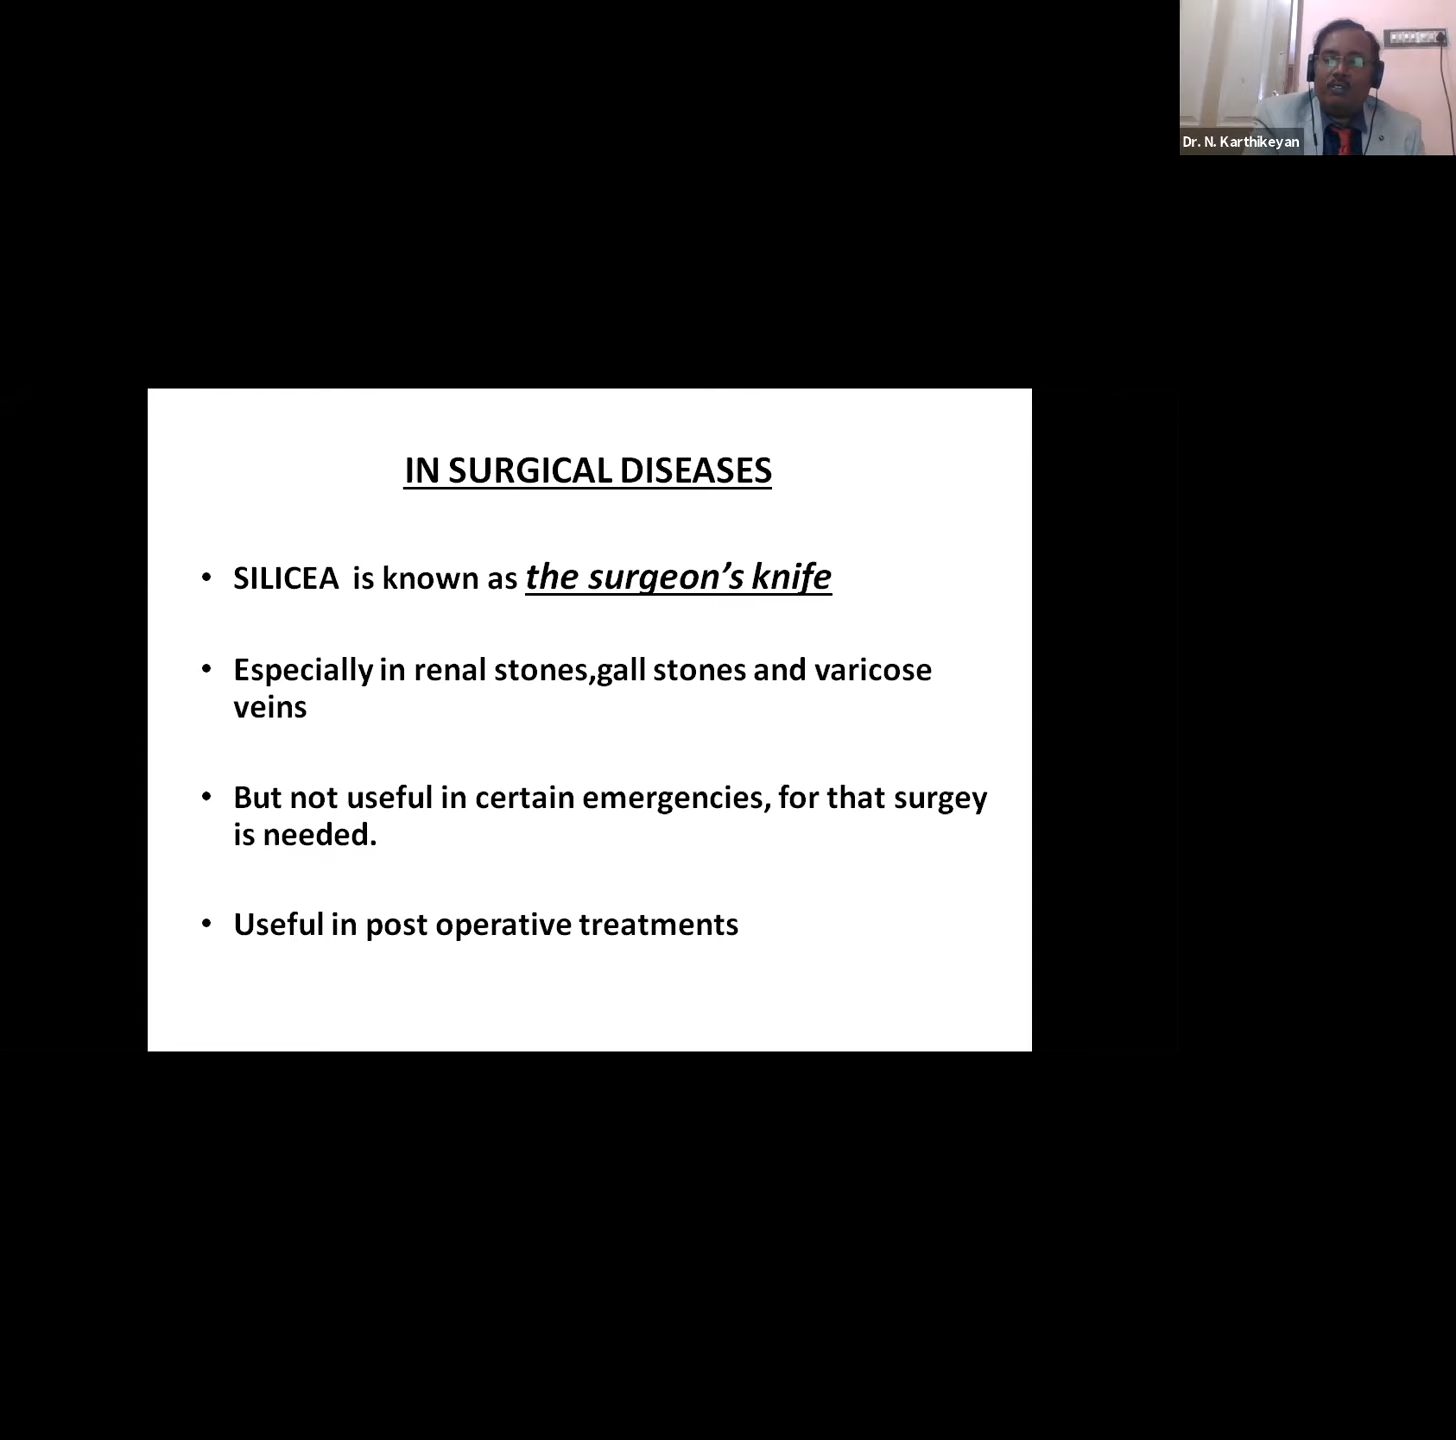 Dr. N. Karthikeyan
IN SURGICAL DISEASES
• SILICEA is known as the surgeon’s knife
• Especially in renal stones,gall stones and varicose
veins
• But not useful in certain emergencies, for that surgey
is needed.
• Useful in post operative treatments